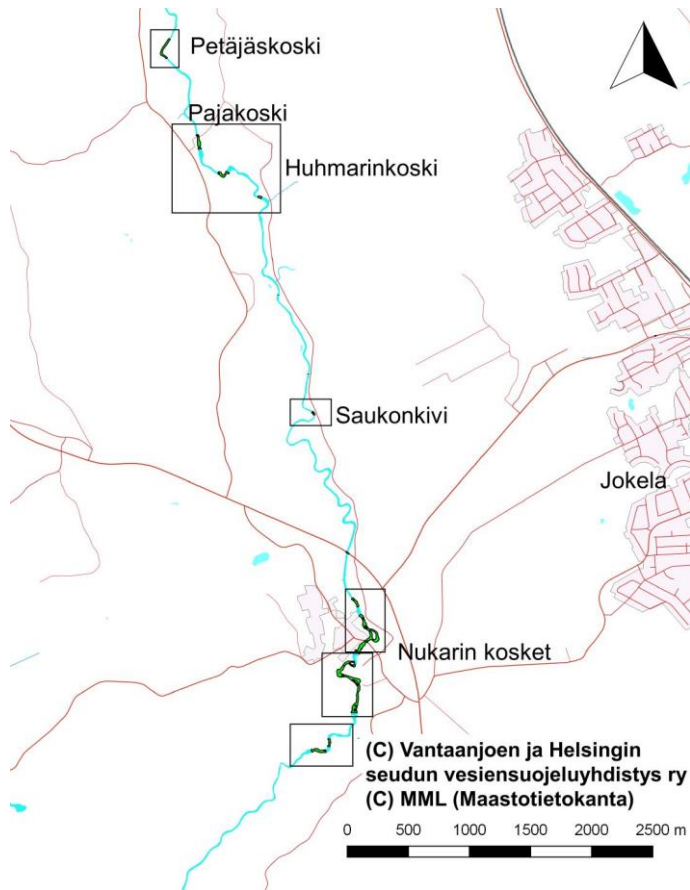 Petäjäskoski
Pajakoski
Huhmarinkoski
Saukonkivi
Jokela
Nukarin kosket
(C) Vantaanjoen ja Helsingin
seudun vesiensuojeluyhdistys ry
(C) MML (Maastotietokanta)
0 500 1000 1500 2000 2500 m